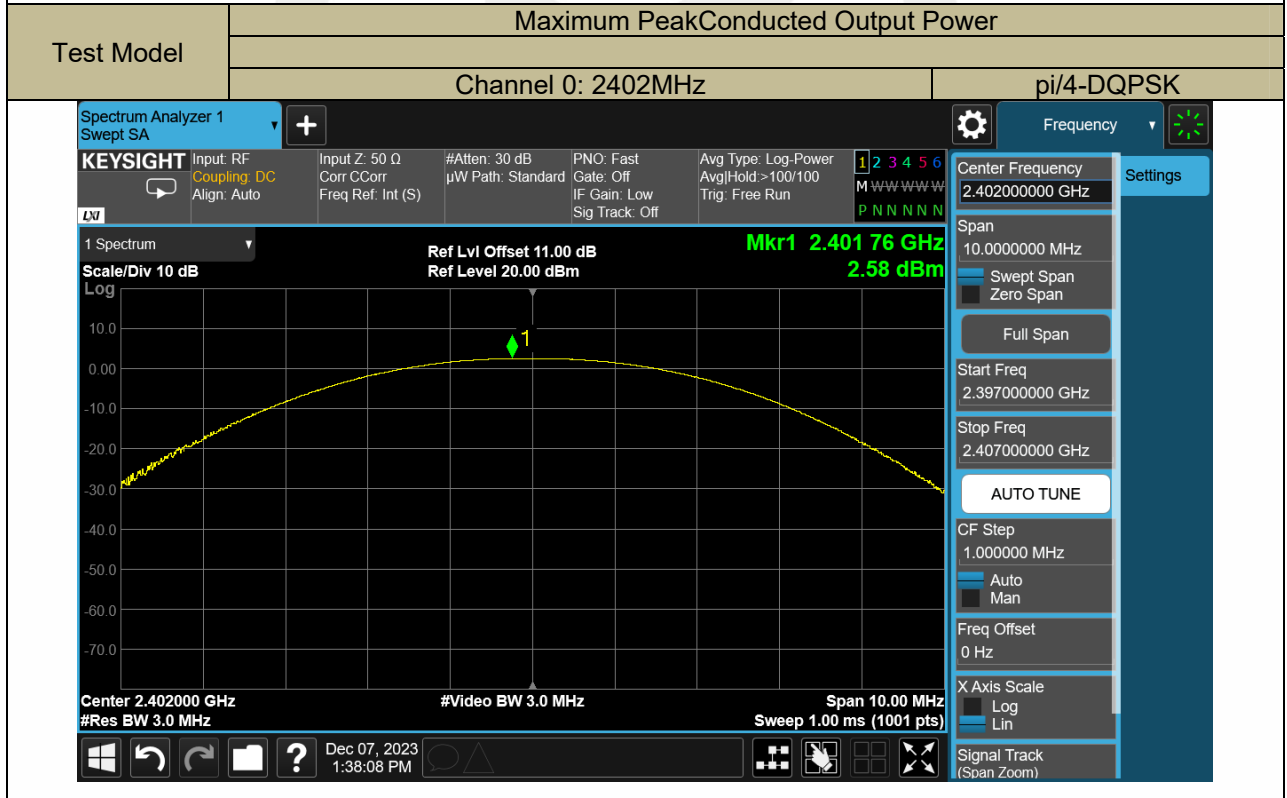 Test Model
Maximum PeakConducted Output Power
Channel 0: 2402MHz
pi/4-DQPSK
Spectrum Analyzer 1
Swept SA
Frequency
KEYSIGHT
LXI
Input: RF
Coupling: DC
Align: Auto
Input Z: 50 Ω
Corr CCorr
Freq Ref: Int (S)
#Atten: 30 dB
µW Path: Standard
PNO: Fast
Gate: Off
IF Gain: Low
Sig Track: Off
Avg Type: Log-Power
Avg|Hold:>100/100
Trig: Free Run
1 2 3 4 5 6
M W W W W W
P N N N N N
1 Spectrum
Scale/Div 10 dB
Log
Ref Lvl Offset 11.00 dB
Ref Level 20.00 dBm
Mkr1 2.401 76 GHz
2.58 dBm
1
10.0
0.00
-10.0
-20.0
-30.0
-40.0
-50.0
-60.0
-70.0
Center 2.402000 GHz
#Res BW 3.0 MHz
#Video BW 3.0 MHz
Span 10.00 MHz
Sweep 1.00 ms (1001 pts)
?
Dec 07, 2023
1:38:08 PM
Center Frequency
2.402000000 GHz
Settings
Span
10.0000000 MHz
Swept Span
Zero Span
Full Span
Start Freq
2.397000000 GHz
Stop Freq
2.407000000 GHz
AUTO TUNE
CF Step
1.000000 MHz
Auto
Man
Freq Offset
0 Hz
X Axis Scale
Log
Lin
Signal Track
(Span Zoom)